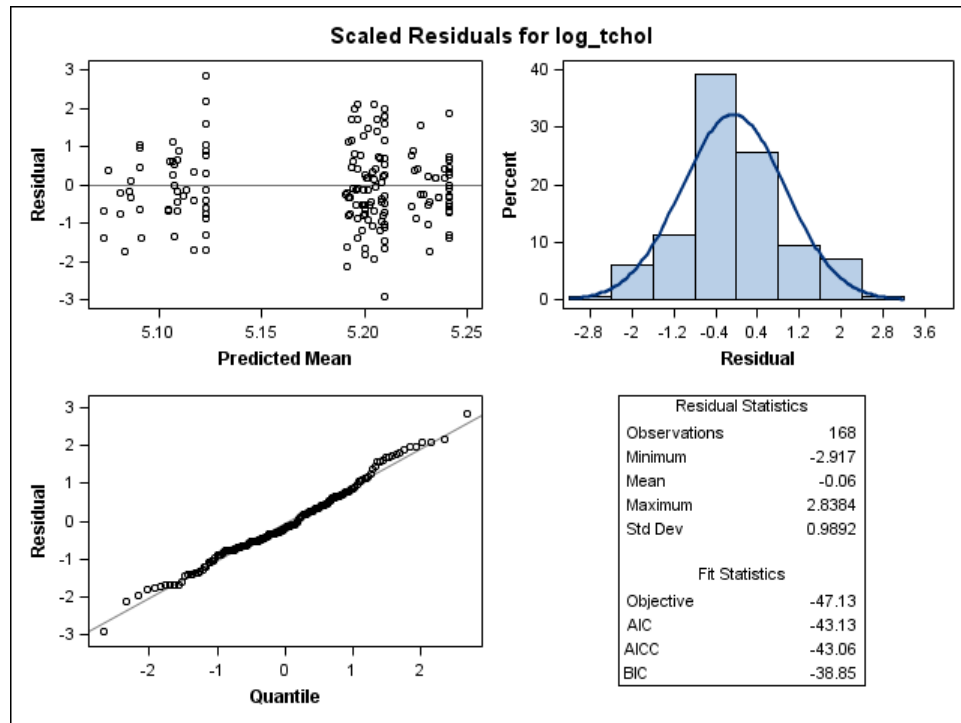 Scaled Residuals for log_tchol
3
2
1
0
-1
-2
-3
Residual
5.10 5.15 5.20 5.25
Predicted Mean
40
30
20
10
0
Percent
-2.8 -2 -1.2 -0.4 0.4 1.2 2 2.8 3.6
Residual
3
2
1
0
-1
-2
-3
Residual
-2 -1 0 1 2
Quantile
Residual Statistics
Observations 168
Minimum -2.917
Mean -0.06
Maximum 2.8384
Std Dev 0.9892
Fit Statistics
Objective -47.13
AIC -43.13
AICC -43.06
BIC -38.85